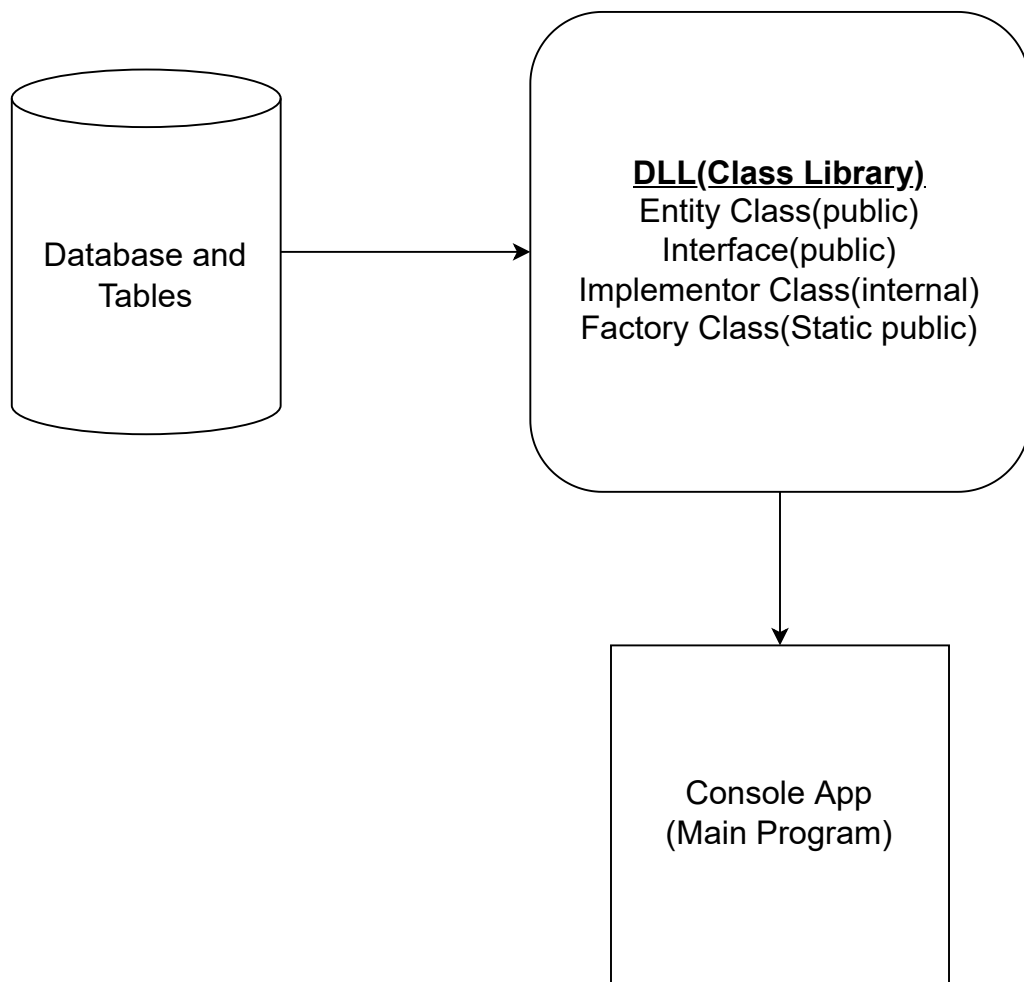 Database and
Tables
DLL(Class Library)
Entity Class(public)
Interface(public)
Implementor Class(internal)
Factory Class(Static public)
Console App
(Main Program)